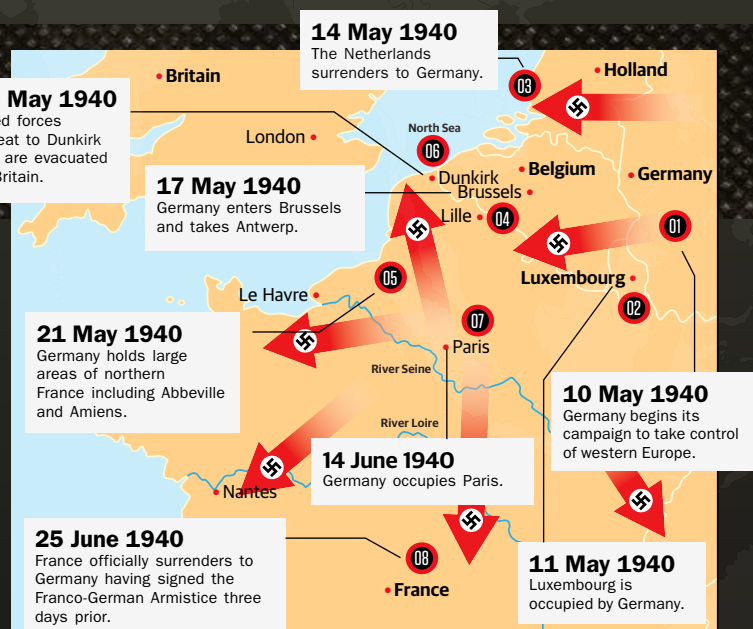 14 May 1940
The Netherlands
surrenders to Germany.
03
Holland
Britain
May 1940
forces
to Dunkirk
are evacuated
London
North Sea
06
Dunkirk
Belgium
Germany
17 May 1940
Germany enters Brussels
and takes Antwerp.
Brussels
Lille
04
01
05
Luxembourg
02
Le Havre
07
Paris
21 May 1940
Germany holds large
areas of northern
France including Abbeville
and Amiens.
River Seine
10 May 1940
Germany begins its
campaign to take control
of western Europe.
River Loire
14 June 1940
Germany occupies Paris.
Nantes
25 June 1940
France officially surrenders to
Germany having signed the
Franco-German Armistice three
days prior.
08
France
11 May 1940
Luxembourg is
occupied by Germany.